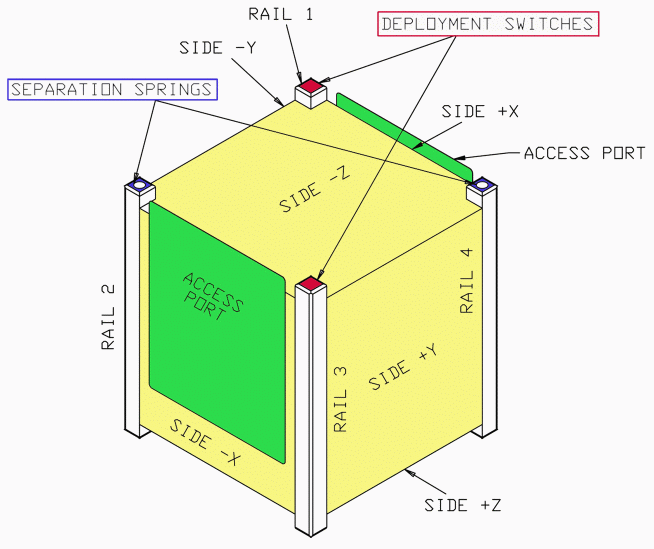 RAIL 1
DEPLOYMENT SWITCHES
SIDE -Y
SEPARATION SPRINGS
SIDE +X
ACCESS PORT
SIDE -Z
ACCESS
PORT
RAIL 4
RAIL 2
SIDE +Y
RAIL 3
SIDE -X
SIDE +Z